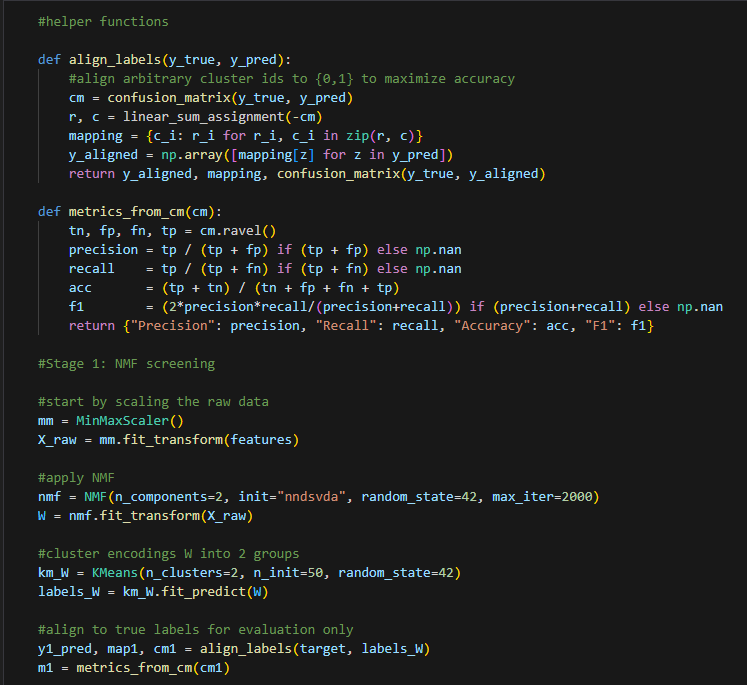 #helper functions

def align_labels(y_true, y_pred):
    #align arbitrary cluster ids to {0,1} to maximize accuracy
    cm = confusion_matrix(y_true, y_pred)
    r, c = linear_sum_assignment(-cm)
    mapping = {c_i: r_i for r_i, c_i in zip(r, c)}
    y_aligned = np.array([mapping[z] for z in y_pred])
    return y_aligned, mapping, confusion_matrix(y_true, y_aligned)

def metrics_from_cm(cm):
    tn, fp, fn, tp = cm.ravel()
    precision = tp / (tp + fp) if (tp + fp) else np.nan
    recall    = tp / (tp + fn) if (tp + fn) else np.nan
    acc       = (tp + tn) / (tn + fp + fn + tp)
    f1        = (2*precision*recall/(precision+recall)) if (precision+recall) else np.nan
    return {"Precision": precision, "Recall": recall, "Accuracy": acc, "F1": f1}

#Stage 1: NMF screening

#start by scaling the raw data
mm = MinMaxScaler()
X_raw = mm.fit_transform(features)

#apply NMF
nmf = NMF(n_components=2, init="nndsvda", random_state=42, max_iter=2000)
W = nmf.fit_transform(X_raw)

#cluster encodings W into 2 groups
km_W = KMeans(n_clusters=2, n_init=50, random_state=42)
labels_W = km_W.fit_predict(W)

#align to true labels for evaluation only
y1_pred, map1, cm1 = align_labels(target, labels_W)
m1 = metrics_from_cm(cm1)